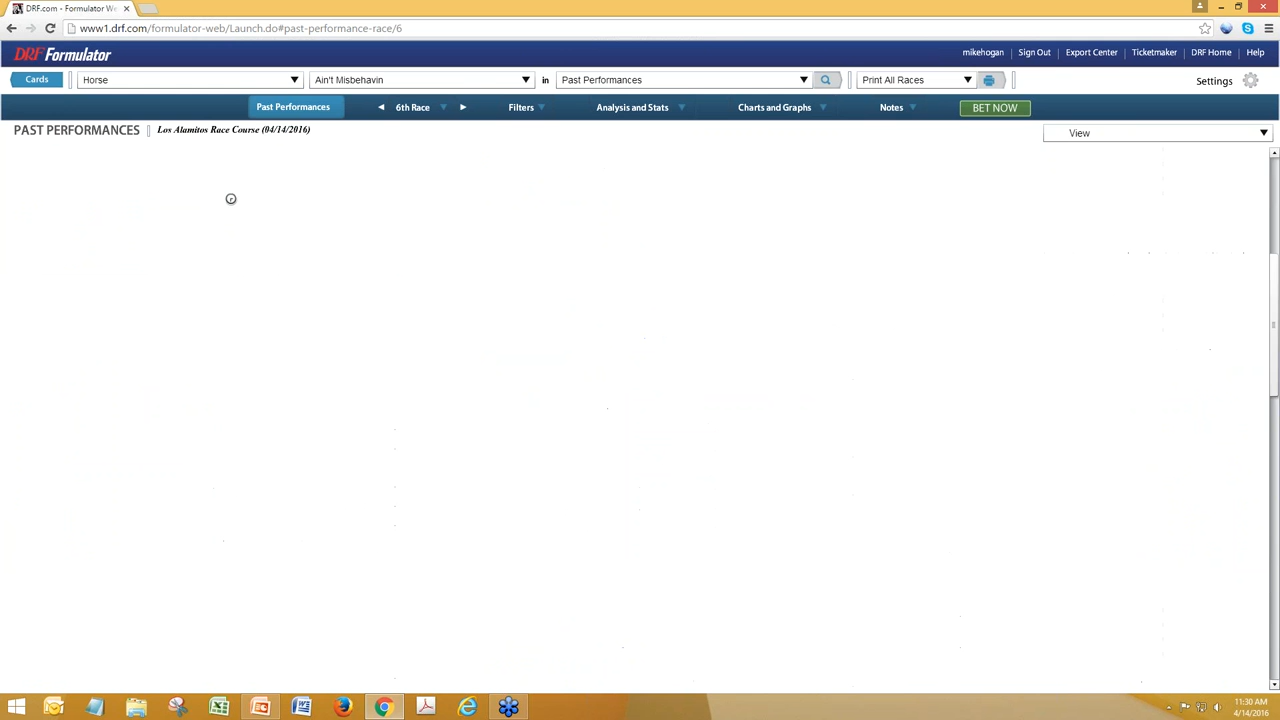 DRF.com - Formulator We
www1.drf.com/formulator-web/Launch.do#past-performance-race/6
DRF Formulator
mikehogan
Sign Out
Export Center
Ticketmaker
DRF Home
Help
Cards
Horse
Ain't Misbehavin
in
Past Performances
Print All Races
Settings
Past Performances
6th Race
Filters
Analysis and Stats
Charts and Graphs
Notes
BET NOW
PAST PERFORMANCES
Los Alamitos Race Course (04/14/2016)
View
11:30 AM
4/14/2016